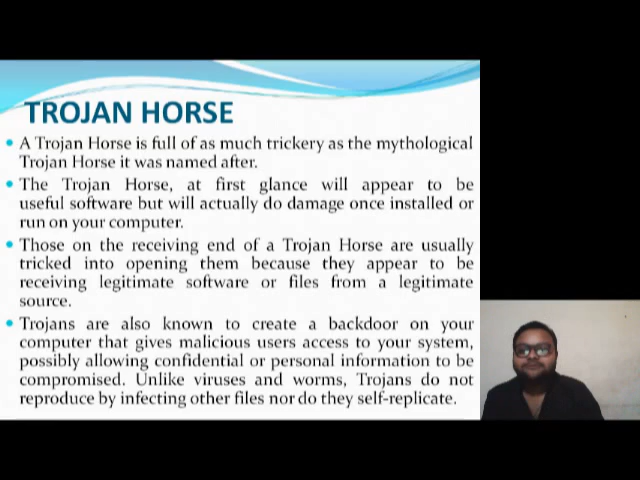 TROJAN HORSE
A Trojan Horse is full of as much trickery as the mythological
Trojan Horse it was named after.
The Trojan Horse, at first glance will appear to be
useful software but will actually do damage once installed or
run on your computer.
Those on the receiving end of a Trojan Horse are usually
tricked into opening them because they appear to be
receiving legitimate software or files from a legitimate
source.
Trojans are also known to create a backdoor on your
computer that gives malicious users access to your system,
possibly allowing confidential or personal information to be
compromised. Unlike viruses and worms, Trojans do not
reproduce by infecting other files nor do they self-replicate.